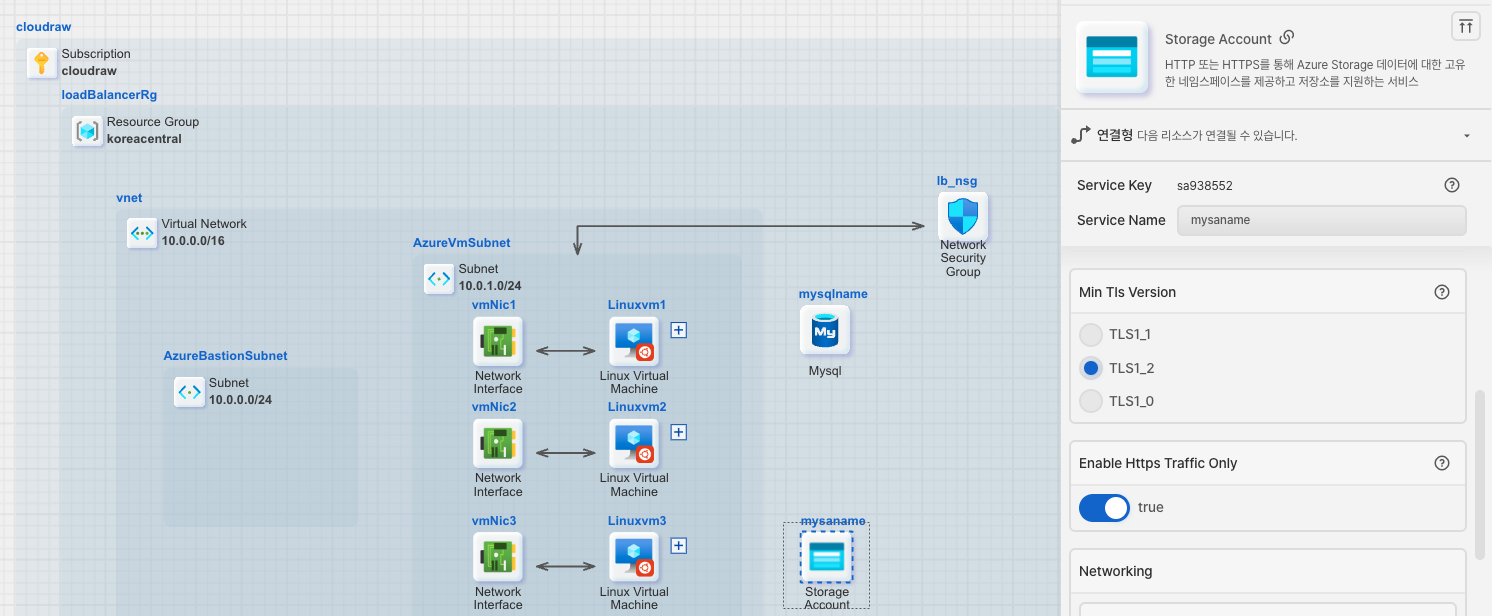 cloudraw
Subscription
cloudraw
loadBalancerRg
Resource Group
koreacentral
vnet
Virtual Network
10.0.0.0/16
AzureBastionSubnet
Subnet
10.0.0.0/24
AzureVmSubnet
Subnet
10.0.1.0/24
vmNic1
Network
Interface
Linuxvm1
Linux Virtual
Machine
vmNic2
Network
Interface
Linuxvm2
Linux Virtual
Machine
vmNic3
Network
Interface
Linuxvm3
Linux Virtual
Machine
lb_nsg
Network
Security
Group
mysqlname
My
Mysql
mysaname
Storage
Account
Storage Account
HTTP 또는 HTTPS를 통해 Azure Storage 데이터에 대한 고유
한 네임스페이스를 제공하고 저장소를 지원하는 서비스
연결형 다음 리소스가 연결될 수 있습니다.
Service Key sa938552
Service Name mysaname
Min Tls Version
TLS1_1
TLS1_2
TLS1_0
Enable Https Traffic Only
true
Networking